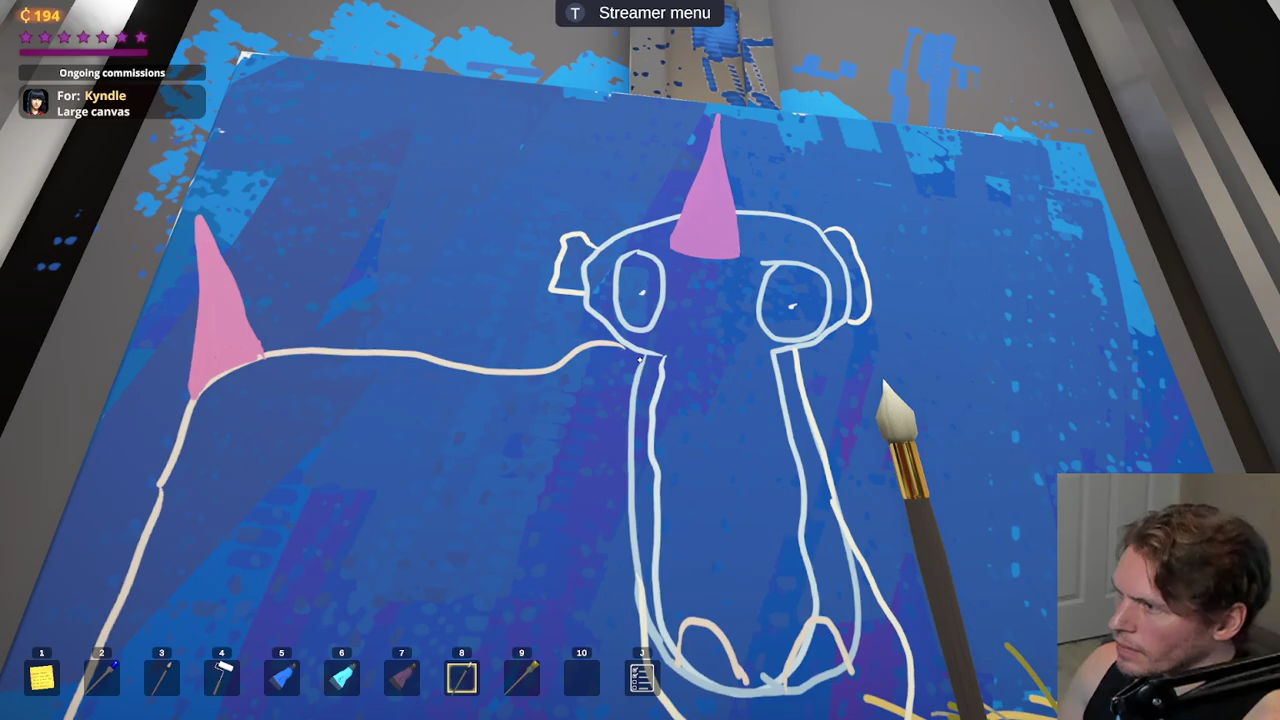 ₵ 194
T Streamer menu
Ongoing commissions
For: Kyndle
Large canvas
1 2 3 4 5 6 7 8 9 10 J